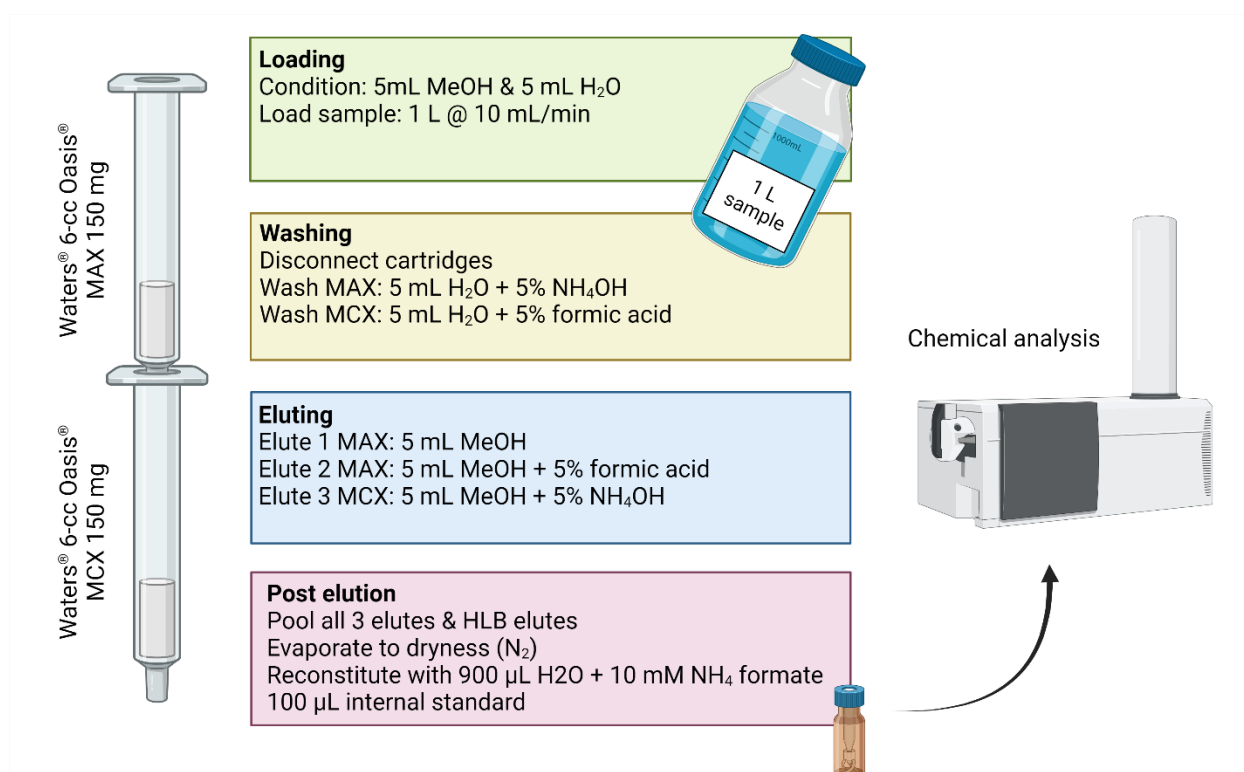 Waters® 6-cc Oasis®
MAX 150 mg
Waters® 6-cc Oasis®
MCX 150 mg
Loading
Condition: 5mL MeOH & 5 mL H₂O
Load sample: 1 L @ 10 mL/min
1000mL
1 L
sample
Washing
Disconnect cartridges
Wash MAX: 5 mL H₂O + 5% NH₄OH
Wash MCX: 5 mL H₂O + 5% formic acid
Eluting
Elute 1 MAX: 5 mL MeOH
Elute 2 MAX: 5 mL MeOH + 5% formic acid
Elute 3 MCX: 5 mL MeOH + 5% NH₄OH
Post elution
Pool all 3 elutes & HLB elutes
Evaporate to dryness (N₂)
Reconstitute with 900 µL H2O + 10 mM NH₄ formate
100 µL internal standard
Chemical analysis